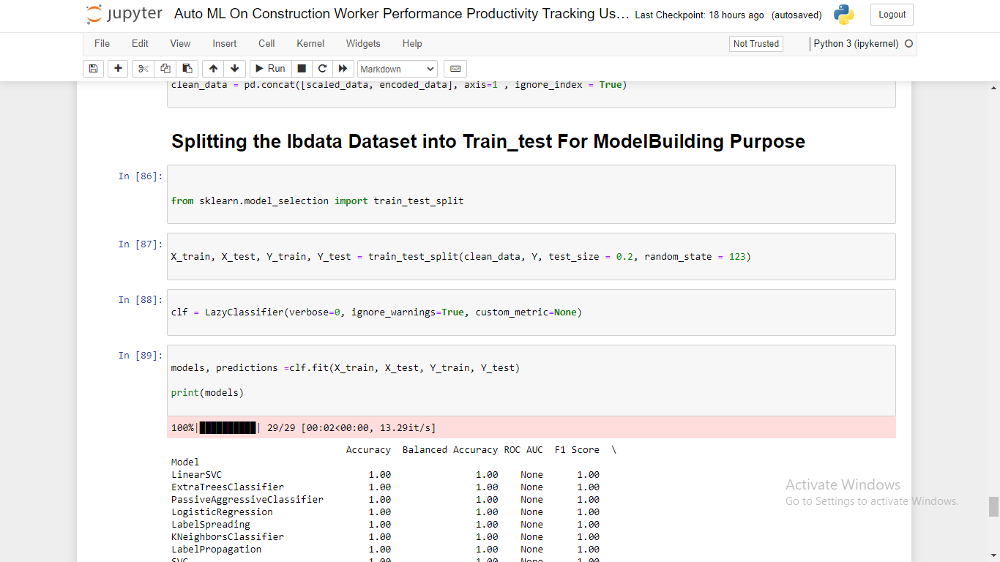 jupyter Auto ML On Construction Worker Performance Productivity Tracking Us... Last Checkpoint: 18 hours ago (autosaved) Logout
File Edit View Insert Cell Kernel Widgets Help Not Trusted Python 3 (ipykernel)
Run Markdown
clean_data = pd.concat([scaled_data, encoded_data], axis=1 , ignore_index = True)
Splitting the lbdata Dataset into Train_test For ModelBuilding Purpose
In [86]:
from sklearn.model_selection import train_test_split
In [87]:
X_train, X_test, Y_train, Y_test = train_test_split(clean_data, Y, test_size = 0.2, random_state = 123)
In [88]:
clf = LazyClassifier(verbose=0, ignore_warnings=True, custom_metric=None)
In [89]:
models, predictions =clf.fit(X_train, X_test, Y_train, Y_test)
print(models)
100%|██████████| 29/29 [00:02<00:00, 13.29it/s]
Accuracy Balanced Accuracy ROC AUC F1 Score \
Model
LinearSVC 1.00 1.00 None 1.00
ExtraTreesClassifier 1.00 1.00 None 1.00
PassiveAggressiveClassifier 1.00 1.00 None 1.00
LogisticRegression 1.00 1.00 None 1.00
LabelSpreading 1.00 1.00 None 1.00
KNeighborsClassifier 1.00 1.00 None 1.00
LabelPropagation 1.00 1.00 None 1.00
SVC 1.00 1.00 None 1.00
Activate Windows
Go to Settings to activate Windows.